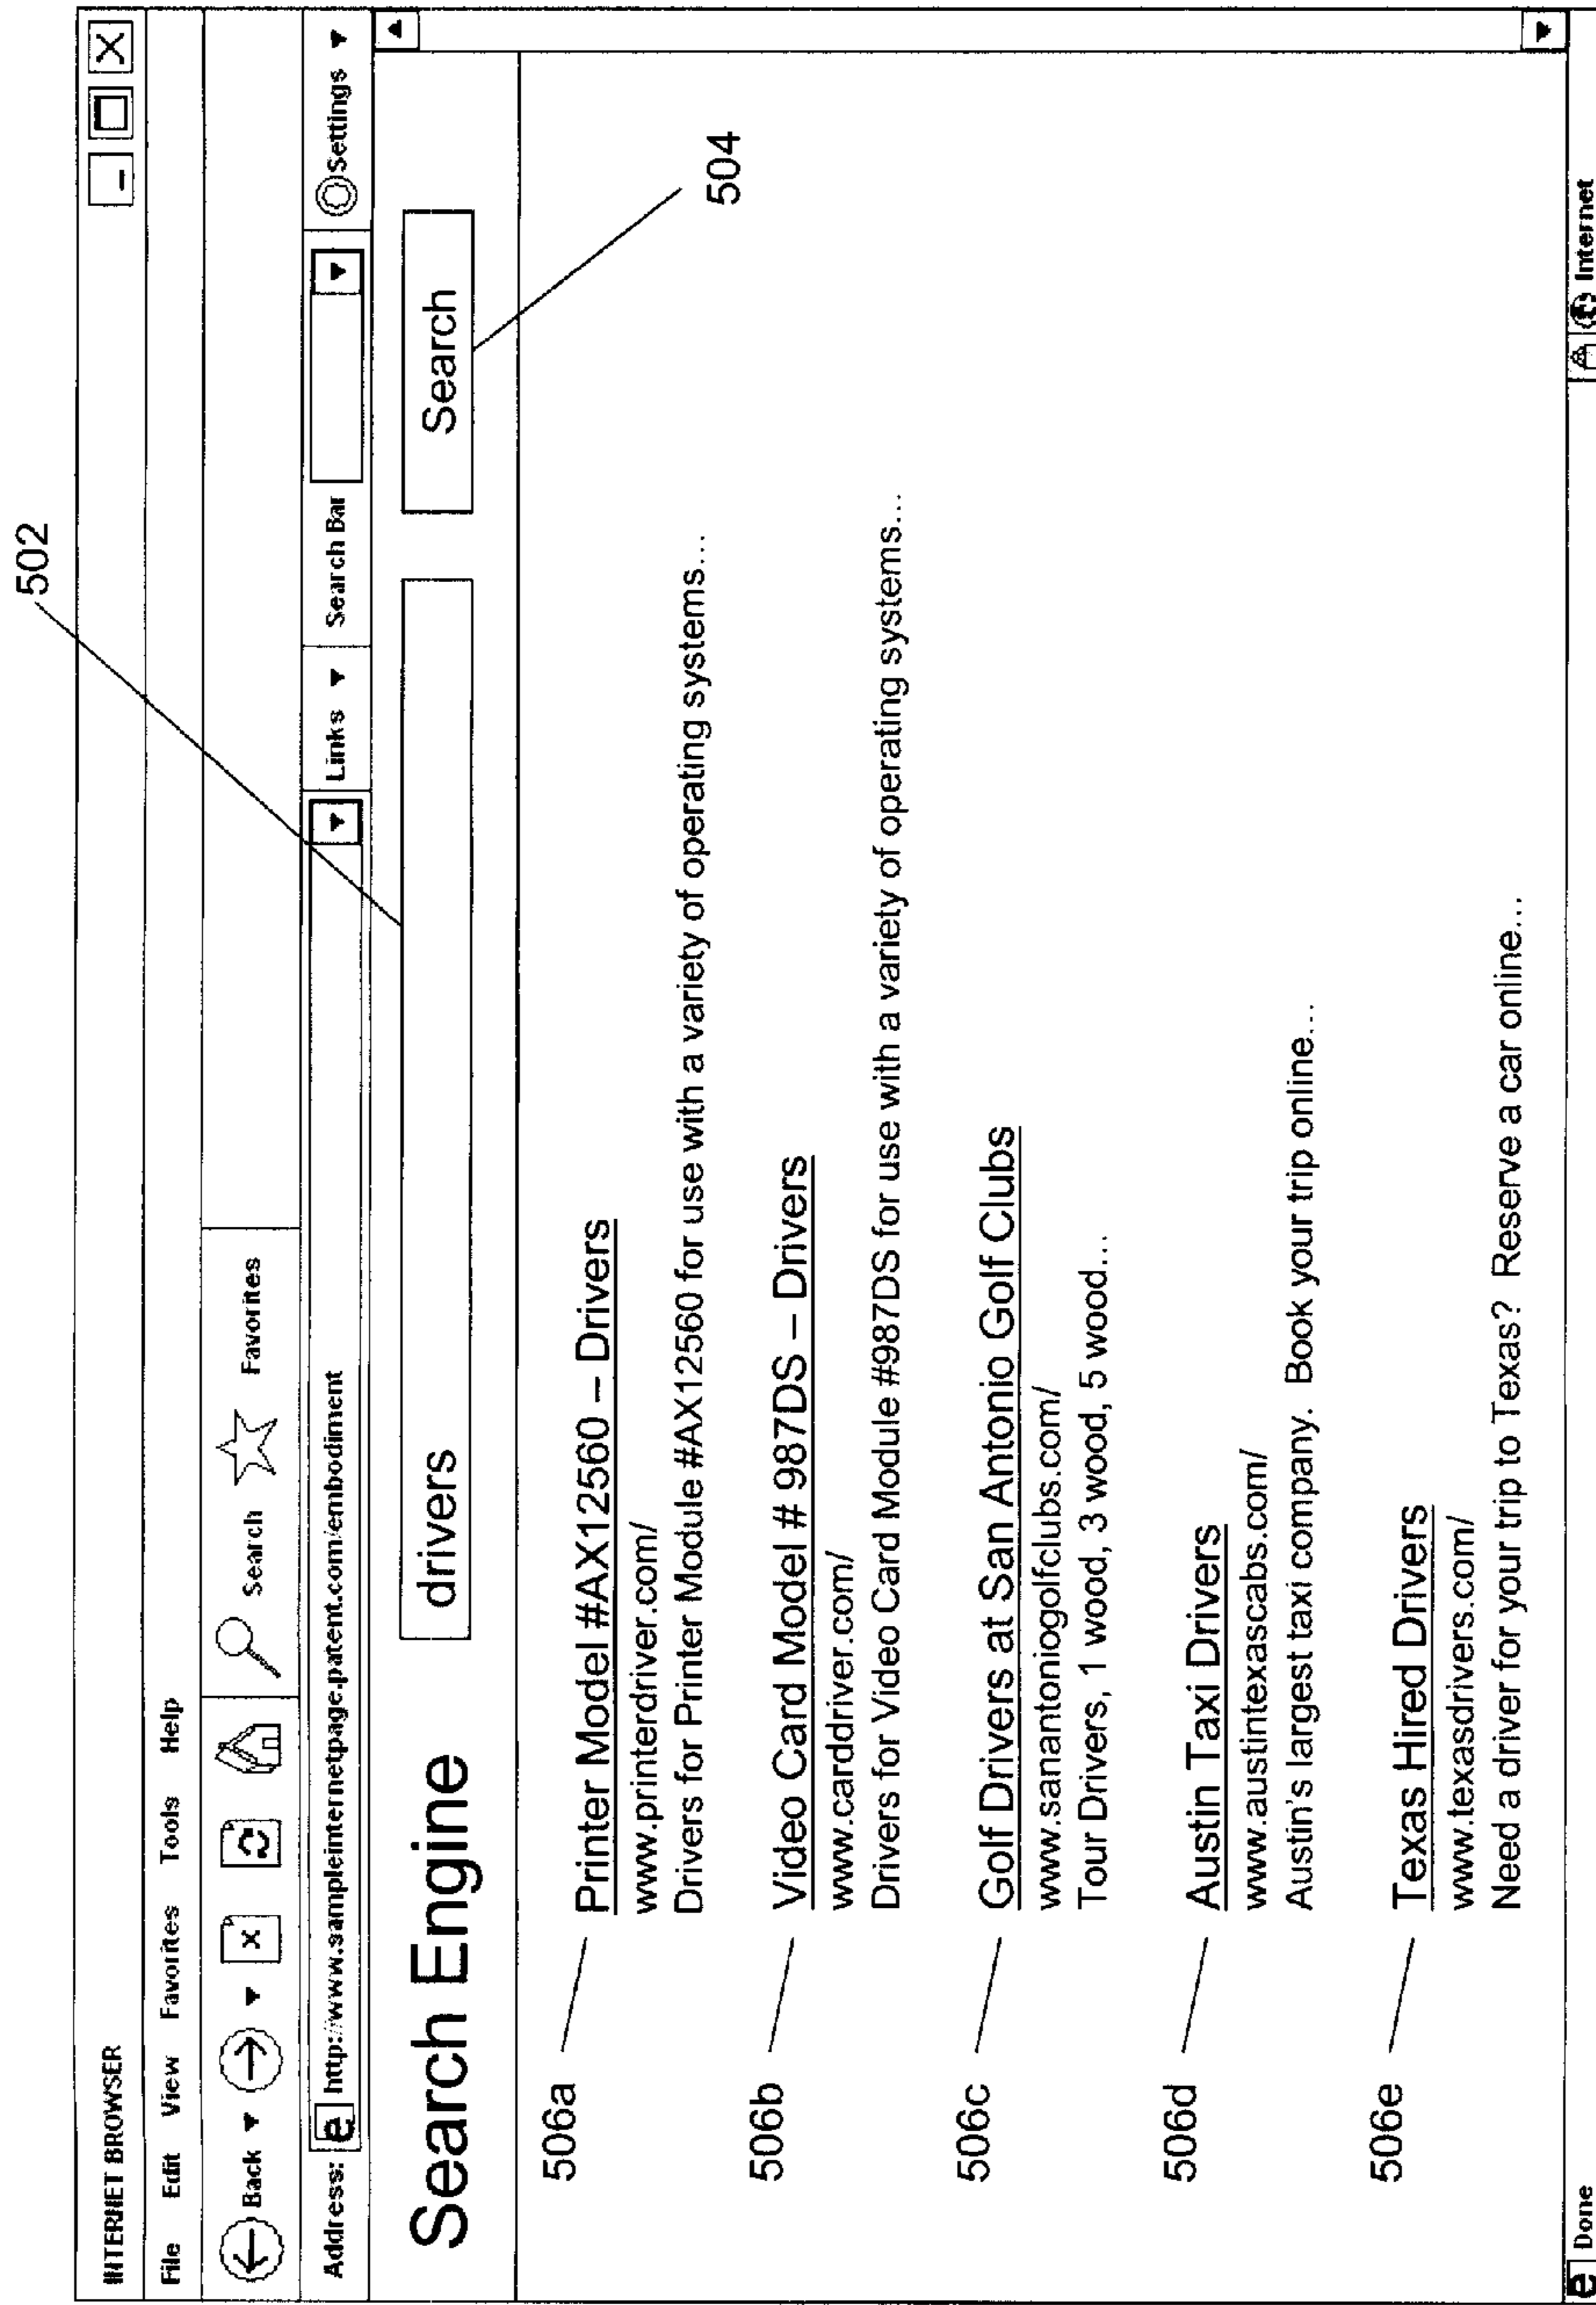 502
INTERNET BROWSER
File Edit View Favorites Tools Help
Back Search Favorites
Address: http://www.sampleinternetpage.patent.com/embodiment Links Search Bar Settings
Search Engine drivers Search
504
506a Printer Model #AX12560 – Drivers
www.printerdriver.com/
Drivers for Printer Module #AX12560 for use with a variety of operating systems...
506b Video Card Model # 987DS – Drivers
www.carddriver.com/
Drivers for Video Card Module #987DS for use with a variety of operating systems...
506c Golf Drivers at San Antonio Golf Clubs
www.sanantoniogolfclubs.com/
Tour Drivers, 1 wood, 3 wood, 5 wood...
506d Austin Taxi Drivers
www.austintexascabs.com/
Austin's largest taxi company. Book your trip online...
506e Texas Hired Drivers
www.texasdrivers.com/
Need a driver for your trip to Texas? Reserve a car online...
Done Internet